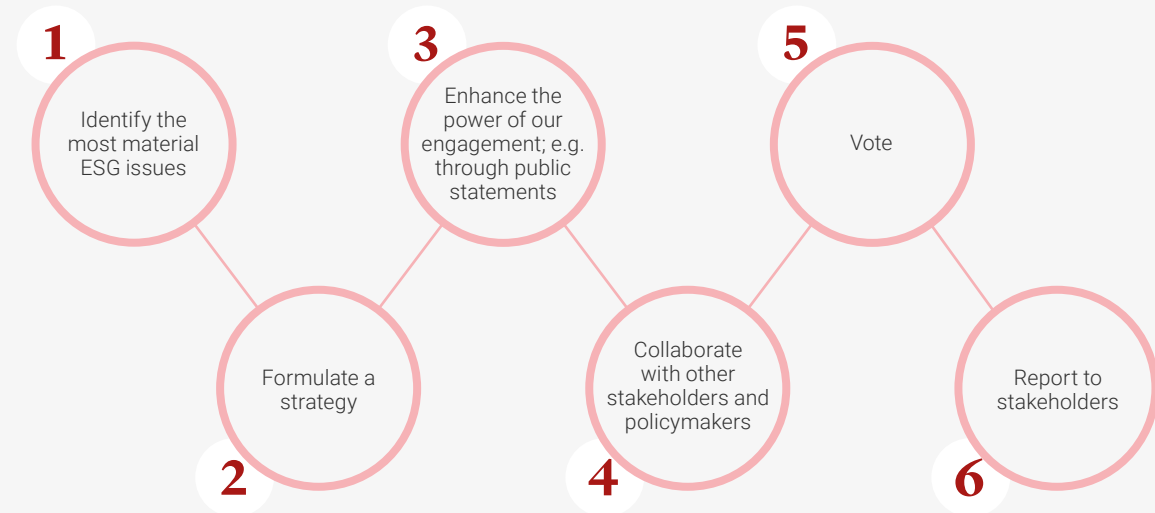 1
Identify the
most material
ESG issues
2
Formulate a
strategy
3
Enhance the
power of our
engagement; e.g.
through public
statements
4
Collaborate
with other
stakeholders and
policymakers
5
Vote
6
Report to
stakeholders